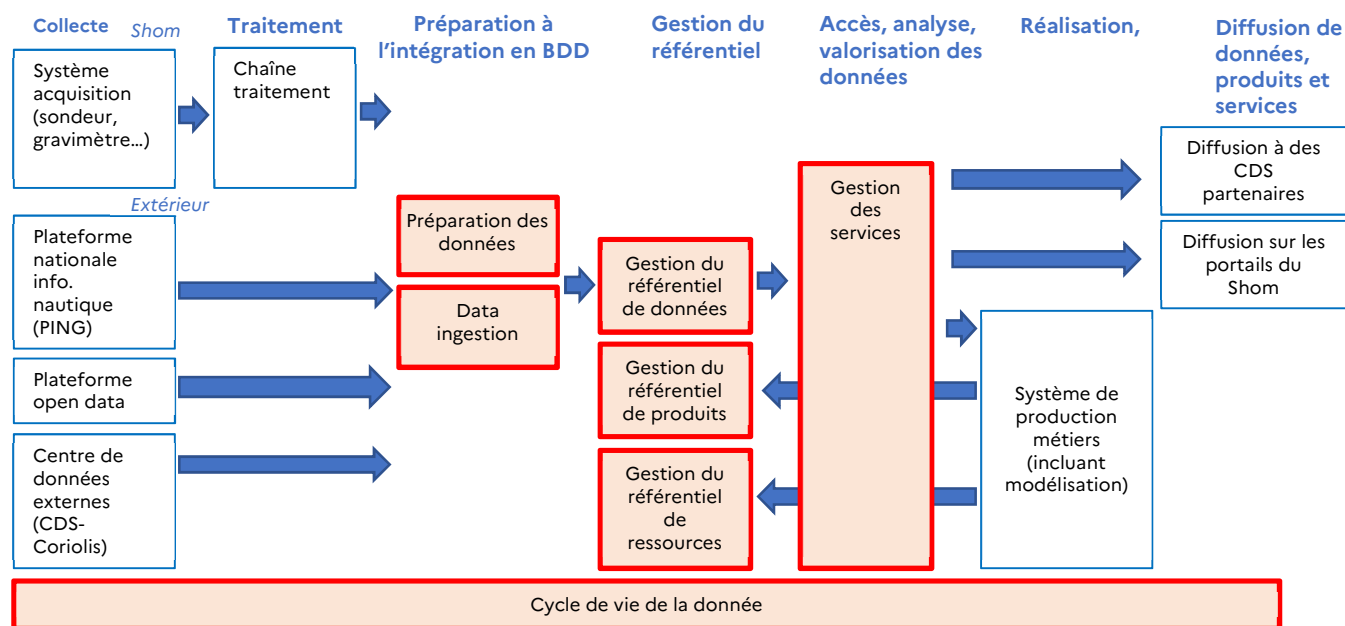 Collecte
Shom
Traitement
Préparation à
l'intégration en BDD
Gestion du
référentiel
Accès, analyse,
valorisation des
données
Réalisation,
Diffusion de
données,
produits et
services
Système
acquisition
(sondeur,
gravimètre…)
Chaîne
traitement
Extérieur
Plateforme
nationale
info.
nautique
(PING)
Plateforme
open data
Centre de
données
externes
(CDS-
Coriolis)
Préparation des
données
Data
ingestion
Gestion du
référentiel
de données
Gestion du
référentiel
de produits
Gestion du
référentiel
de
ressources
Gestion
des
services
Système de
production
métiers
(incluant
modélisation)
Diffusion à des
CDS
partenaires
Diffusion sur les
portails du
Shom
Cycle de vie de la donnée